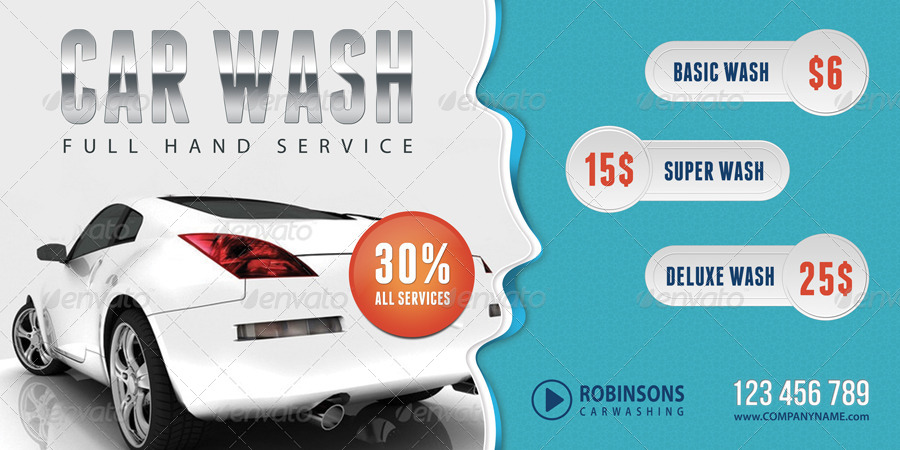 CAR WASH
FULL HAND SERVICE
30%
ALL SERVICES
BASIC WASH $6
15$ SUPER WASH
DELUXE WASH 25$
ROBINSONS
CARWASHING
123 456 789
www.COMPANYNAME.com
envato